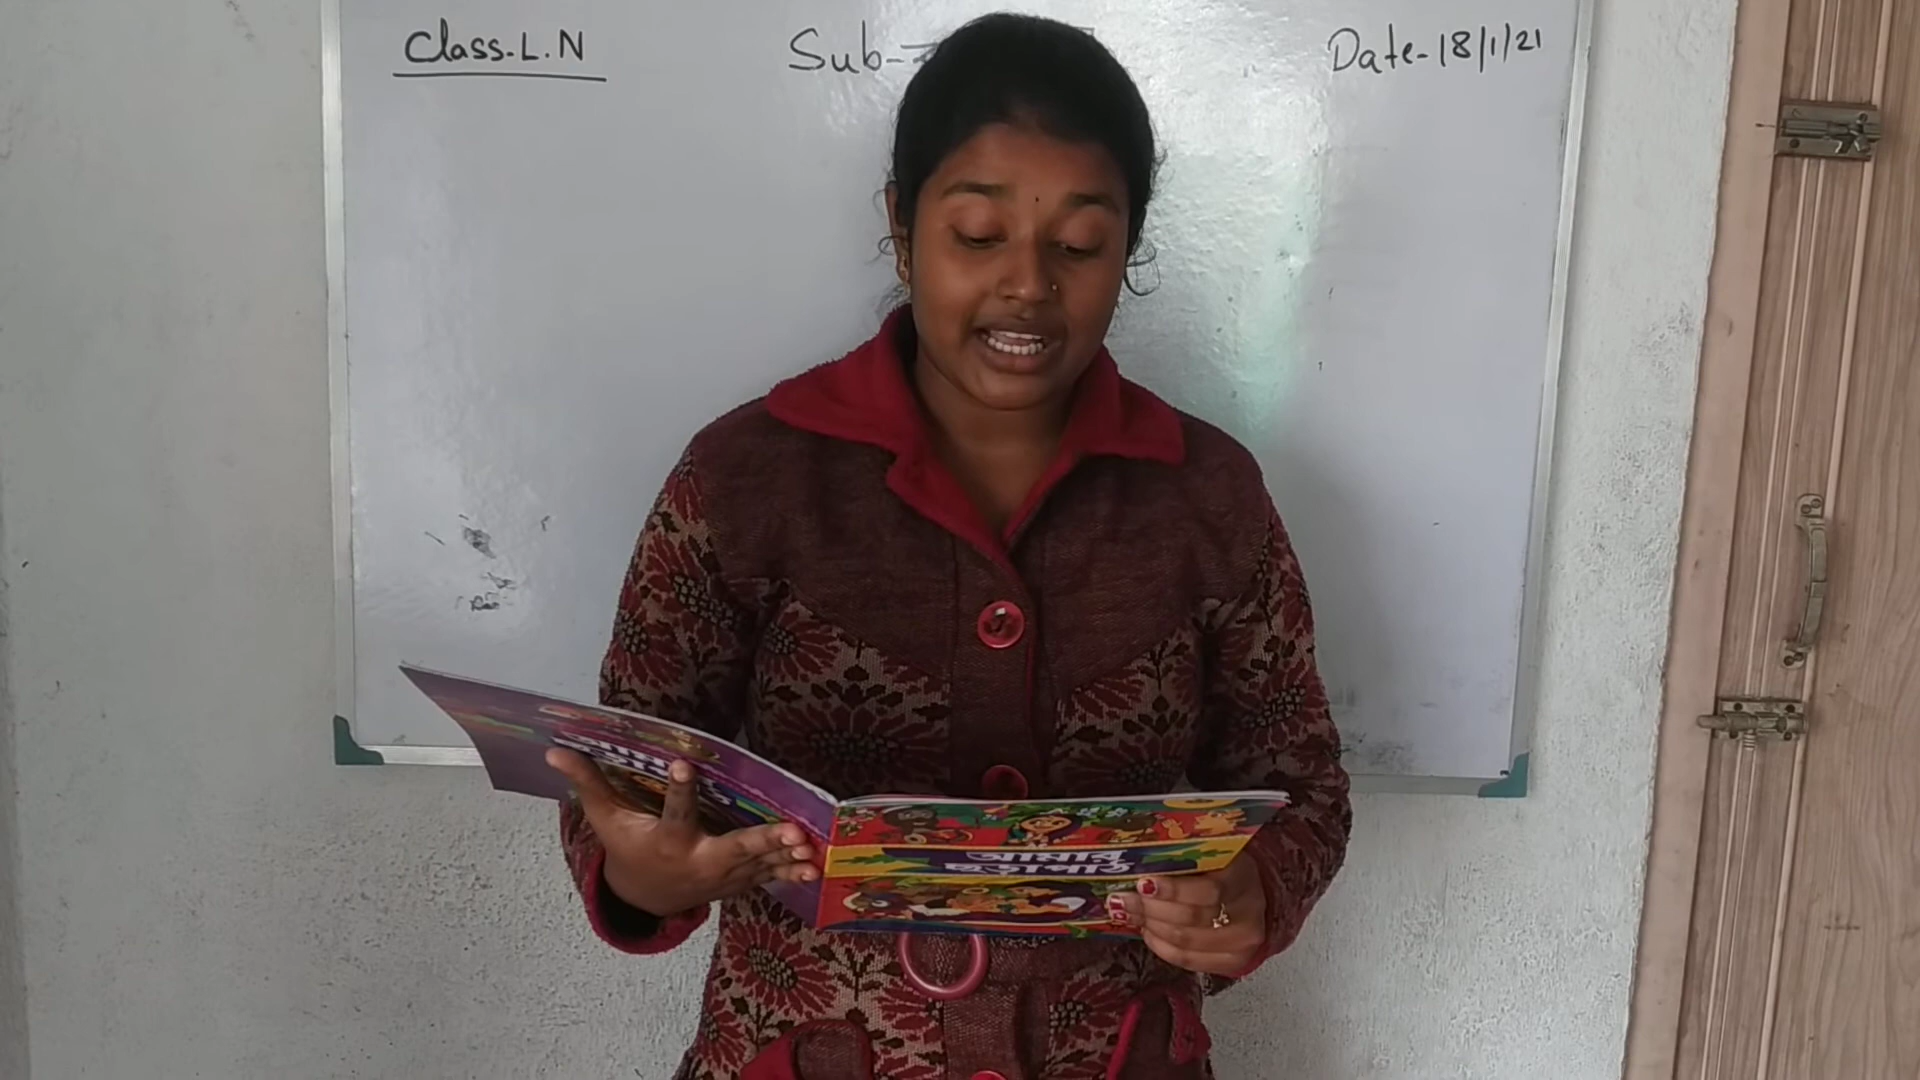 Class-L.N
Sub-
Date-18/1/21
আমার
ছড়াপাঠ